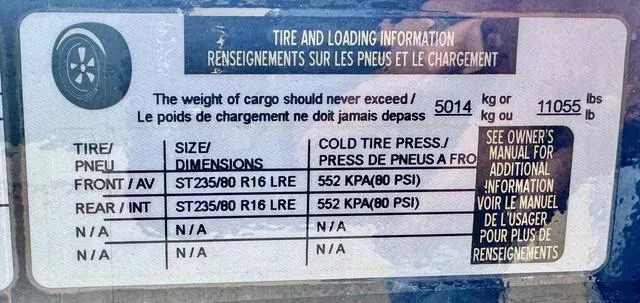 TIRE AND LOADING INFORMATION
RENSEIGNEMENTS SUR LES PNEUS ET LE CHARGEMENT
The weight of cargo should never exceed / 5014 kg or 11055 lbs
Le poids de chargement ne doit jamais depass kg ou lb
TIRE/ SIZE/ COLD TIRE PRESS./
PNEU DIMENSIONS PRESS DE PNEUS A FRO
FRONT / AV ST235/80 R16 LRE 552 KPA(80 PSI)
REAR / INT ST235/80 R16 LRE 552 KPA(80 PSI)
N / A N / A N / A
N / A N / A N / A
SEE OWNER'S
MANUAL FOR
ADDITIONAL
INFORMATION
VOIR LE MANUEL
DE L'USAGER
POUR PLUS DE
RENSEIGNEMENTS